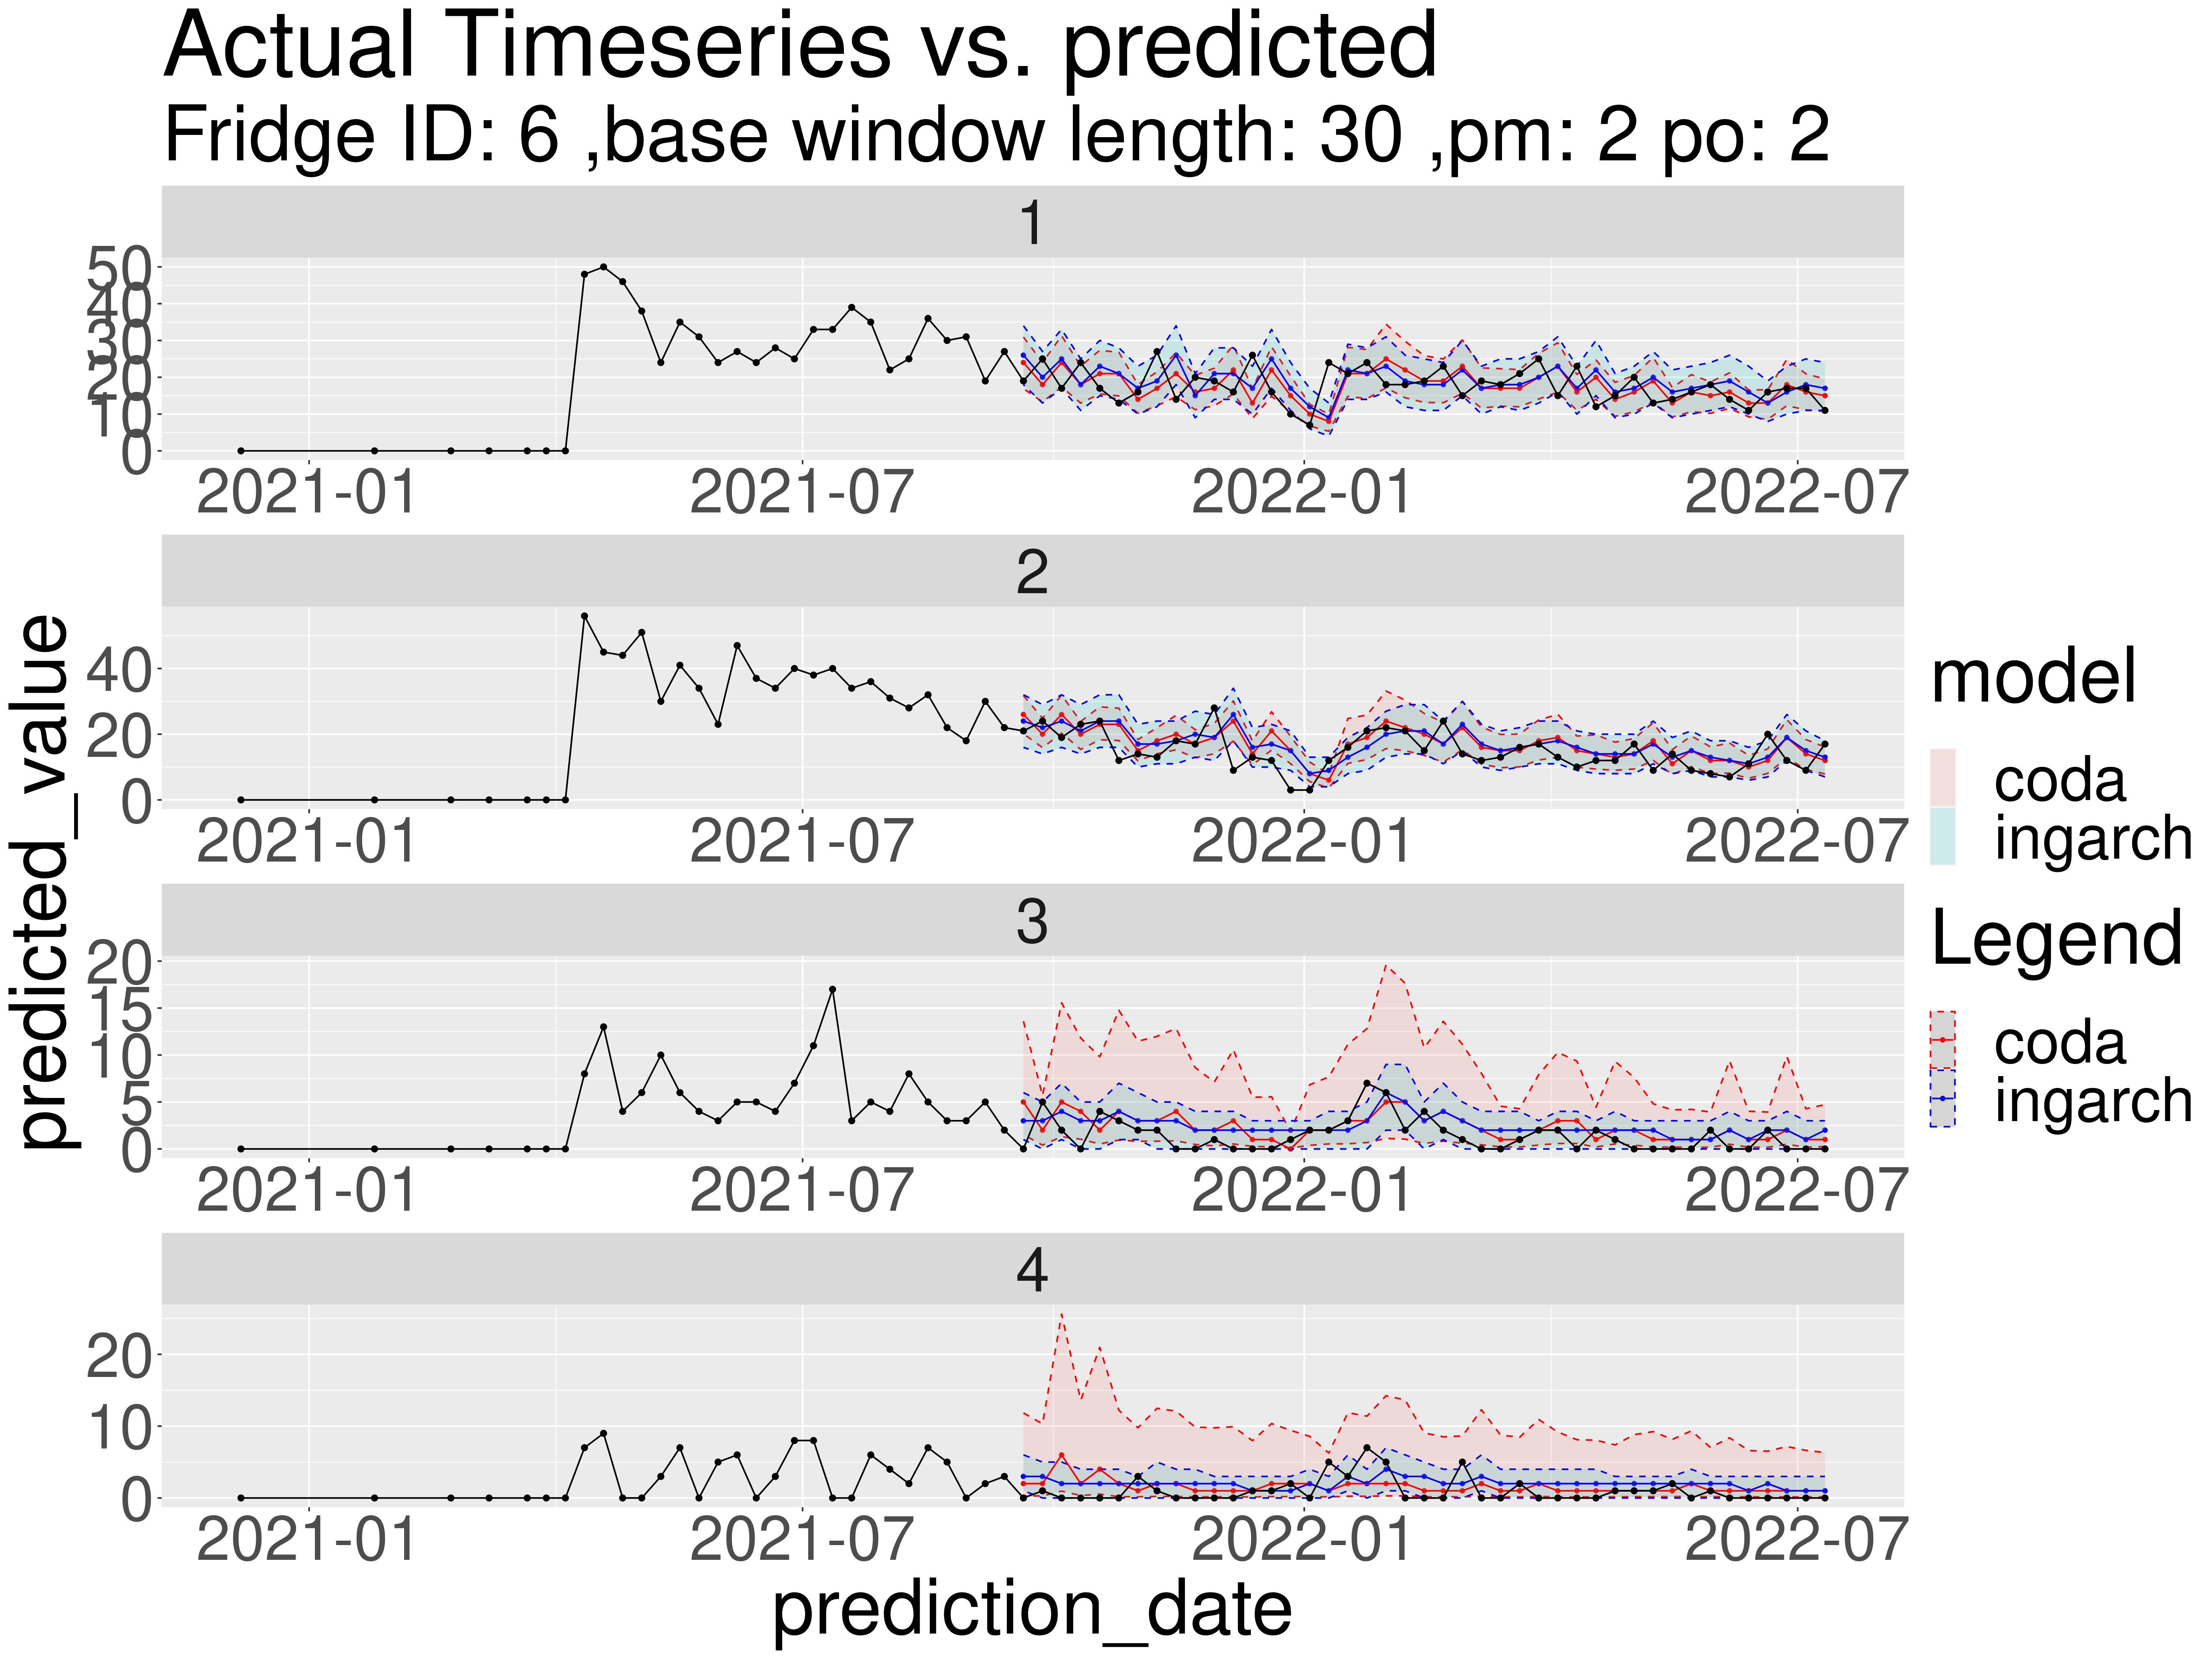 Actual Timeseries vs. predicted
Fridge ID: 6 ,base window length: 30 ,pm: 2 po: 2
1
50
40
30
20
10
0
2021-01 2021-07 2022-01 2022-07
2
40
20
0
2021-01 2021-07 2022-01 2022-07
3
20
15
10
5
0
2021-01 2021-07 2022-01 2022-07
4
20
10
0
2021-01 2021-07 2022-01 2022-07
prediction_date
predicted_value
model
coda
ingarch
Legend
coda
ingarch